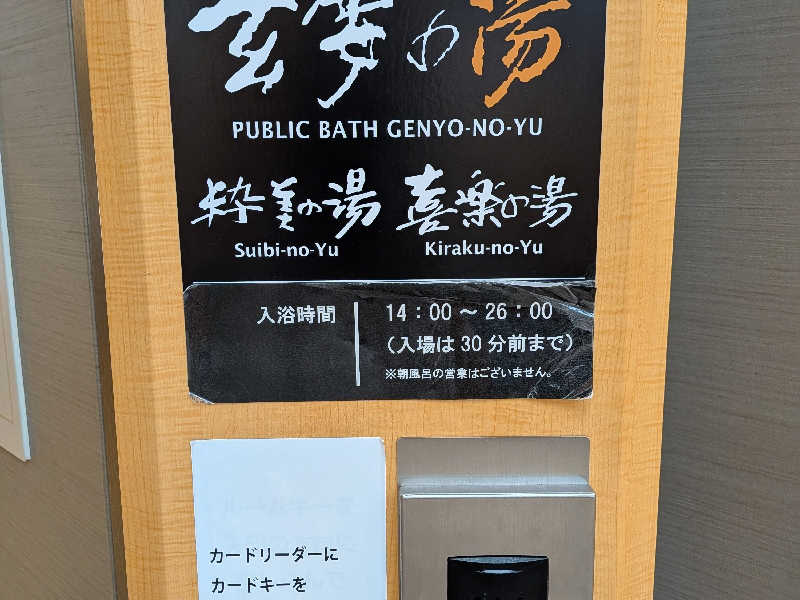 の湯
PUBLIC BATH GENYO-NO-YU
粋美の湯 喜楽の湯
Suibi-no-Yu Kiraku-no-Yu
入浴時間 14：00 ～ 26：00
（入場は 30 分前まで）
※朝風呂の営業はございません。
カードリーダーに
カードキーを